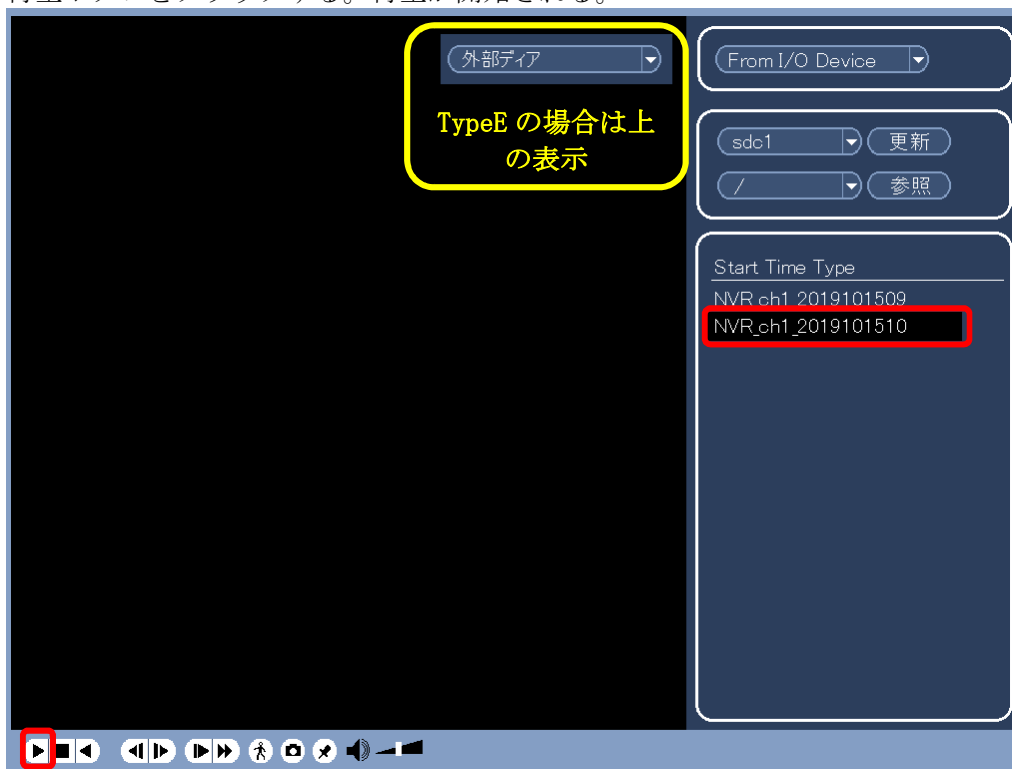 外部ディア
From I/O Device
TypeE の場合は上
の表示
sdc1
更新
/
参照
Start Time Type
NVR_ch1_2019101509
NVR_ch1_2019101510